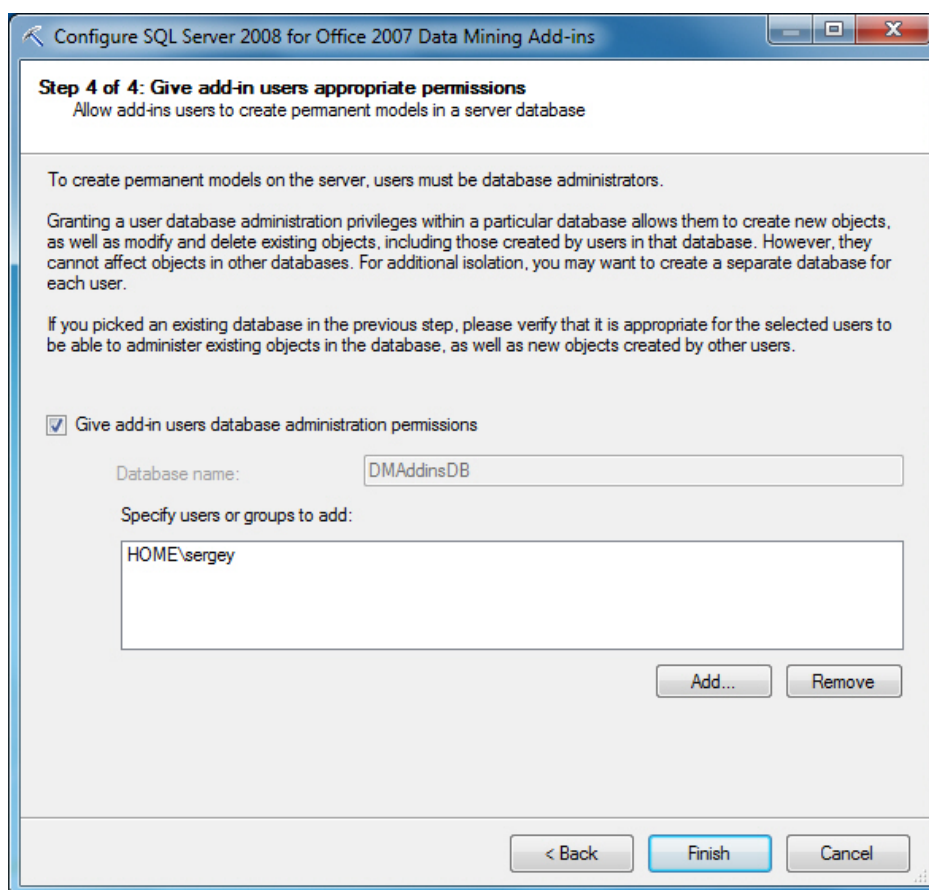 Configure SQL Server 2008 for Office 2007 Data Mining Add-ins
Step 4 of 4: Give add-in users appropriate permissions
Allow add-ins users to create permanent models in a server database
To create permanent models on the server, users must be database administrators.
Granting a user database administration privileges within a particular database allows them to create new objects,
as well as modify and delete existing objects, including those created by users in that database. However, they
cannot affect objects in other databases. For additional isolation, you may want to create a separate database for
each user.
If you picked an existing database in the previous step, please verify that it is appropriate for the selected users to
be able to administer existing objects in the database, as well as new objects created by other users.
Give add-in users database administration permissions
Database name: DMAddinsDB
Specify users or groups to add:
HOME\sergey
Add... Remove
< Back Finish Cancel